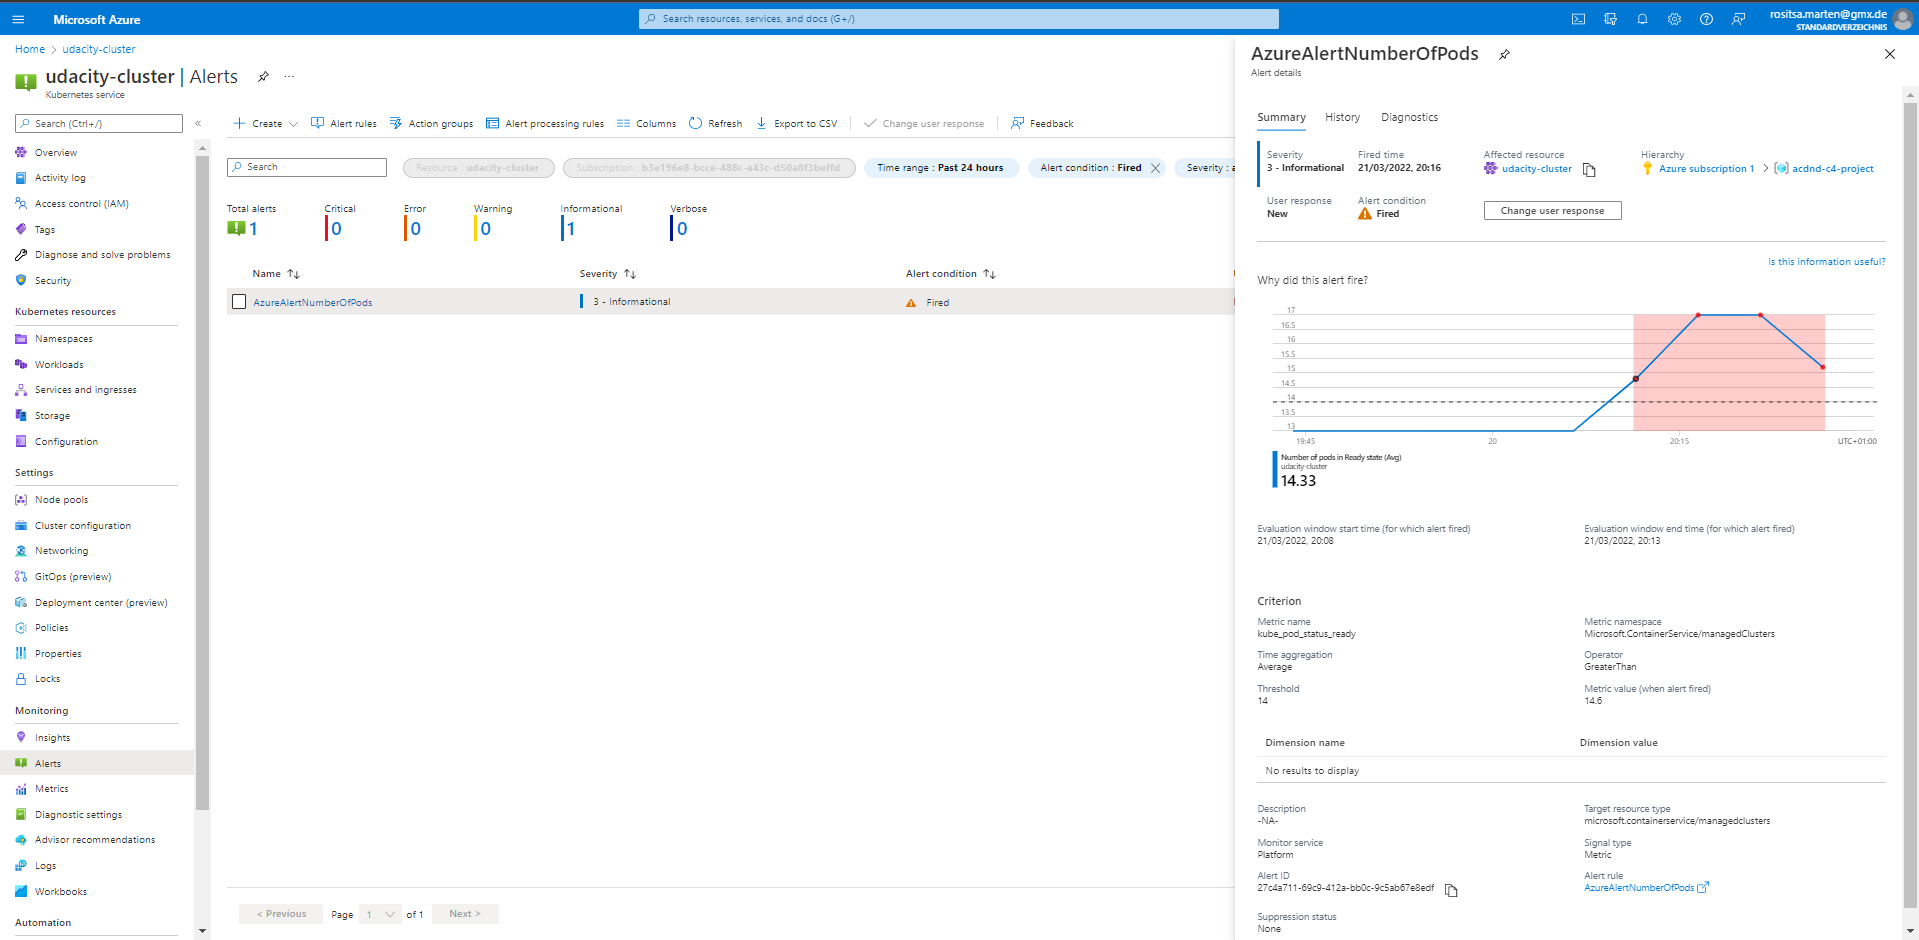 Microsoft Azure
Search resources, services, and docs (G+/)
rositsa.marten@gmx.de
STANDARDVERZEICHNIS
Home > udacity-cluster
udacity-cluster | Alerts
Kubernetes service
Search (Ctrl+/)
Overview
Activity log
Access control (IAM)
Tags
Diagnose and solve problems
Security
Kubernetes resources
Namespaces
Workloads
Services and ingresses
Storage
Configuration
Settings
Node pools
Cluster configuration
Networking
GitOps (preview)
Deployment center (preview)
Policies
Properties
Locks
Monitoring
Insights
Alerts
Metrics
Diagnostic settings
Advisor recommendations
Logs
Workbooks
Automation
Create Alert rules Action groups Alert processing rules Columns Refresh Export to CSV Change user response Feedback
Search
Resource : udacity-cluster
Subscription : b3e196e8-bcce-488c-a43c-d50a8f3beffd
Time range : Past 24 hours
Alert condition : Fired
Severity : a
Total alerts Critical Error Warning Informational Verbose
1 0 0 0 1 0
Name Severity Alert condition
AzureAlertNumberOfPods 3 - Informational Fired
< Previous Page 1 of 1 Next >
AzureAlertNumberOfPods
Alert details
Summary History Diagnostics
Severity Fired time Affected resource Hierarchy
3 - Informational 21/03/2022, 20:16 udacity-cluster Azure subscription 1 > acdnd-c4-project
User response Alert condition
New Fired Change user response
Is this information useful?
Why did this alert fire?
17
16.5
16
15.5
15
14.5
14
13.5
13
19:45 20 20:15 UTC+01:00
Number of pods in Ready state (Avg)
udacity-cluster
14.33
Evaluation window start time (for which alert fired) Evaluation window end time (for which alert fired)
21/03/2022, 20:08 21/03/2022, 20:13
Criterion
Metric name Metric namespace
kube_pod_status_ready Microsoft.ContainerService/managedClusters
Time aggregation Operator
Average GreaterThan
Threshold Metric value (when alert fired)
14 14.6
Dimension name Dimension value
No results to display
Description Target resource type
-NA- microsoft.containerservice/managedclusters
Monitor service Signal type
Platform Metric
Alert ID Alert rule
27c4a711-69c9-412a-bb0c-9c5ab67e8edf AzureAlertNumberOfPods
Suppression status
None